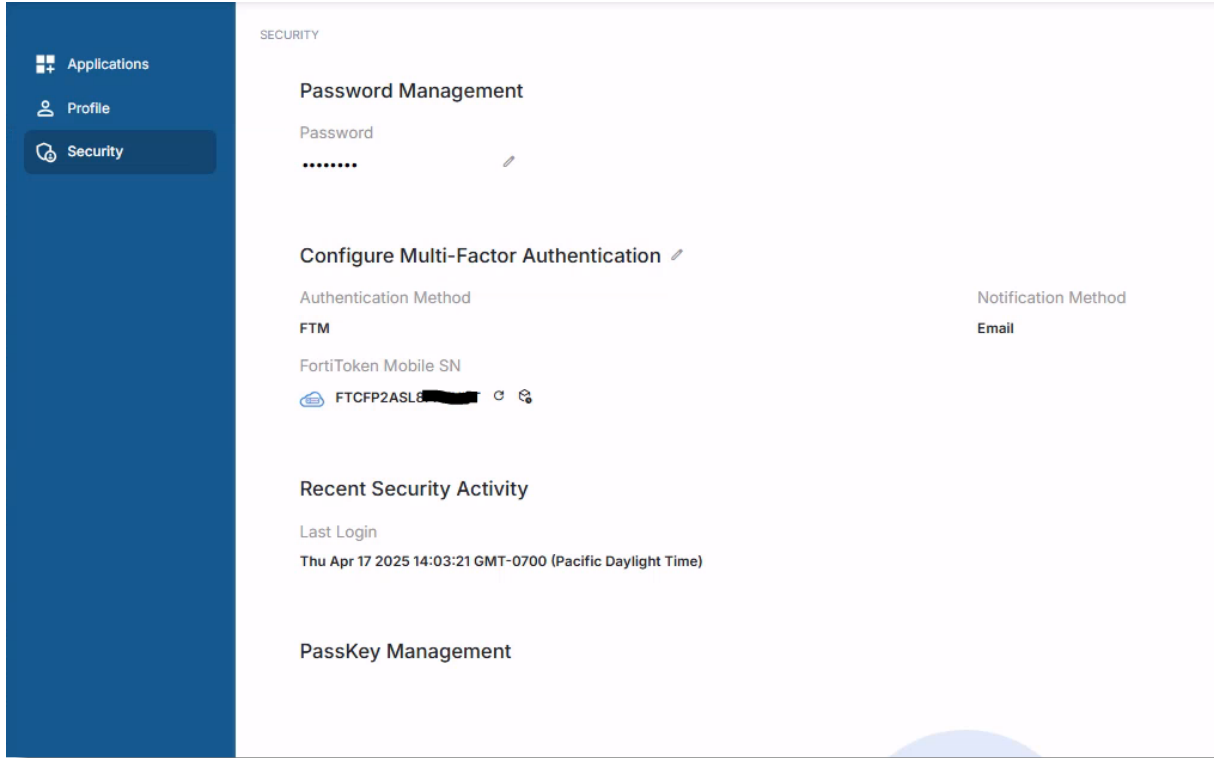 SECURITY
Applications
Profile
Security
Password Management
Password
••••••••
Configure Multi-Factor Authentication
Authentication Method
Notification Method
FTM
Email
FortiToken Mobile SN
FTCFP2ASL8
Recent Security Activity
Last Login
Thu Apr 17 2025 14:03:21 GMT-0700 (Pacific Daylight Time)
PassKey Management